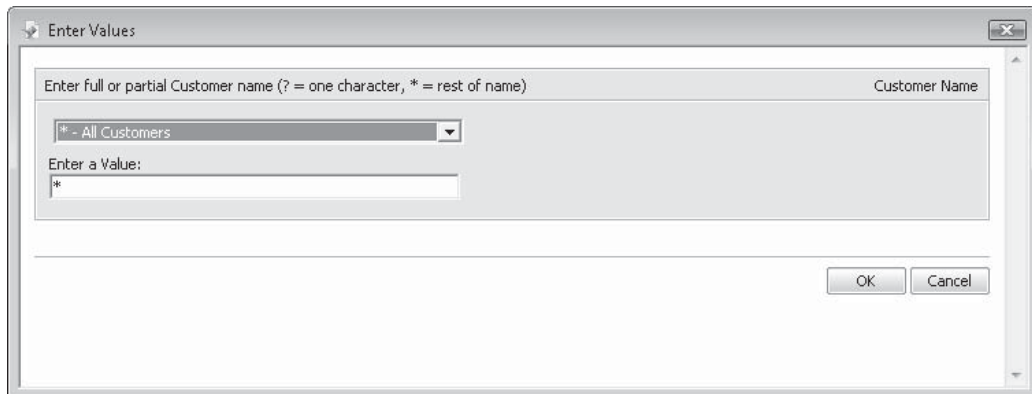 Enter Values
Enter full or partial Customer name (? = one character, * = rest of name) Customer Name
* - All Customers
Enter a Value:
*
OK Cancel